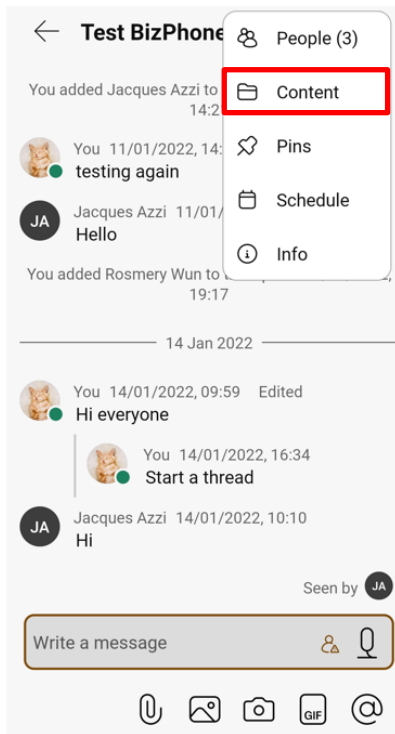 Test BizPhone
People (3)
You added Jacques Azzi to
14:2
Content
You 11/01/2022, 14:
testing again
Pins
JA
Jacques Azzi 11/01/
Hello
Schedule
You added Rosmery Wun to
19:17
Info
14 Jan 2022
You 14/01/2022, 09:59 Edited
Hi everyone
You 14/01/2022, 16:34
Start a thread
JA
Jacques Azzi 14/01/2022, 10:10
Hi
Seen by JA
Write a message
GIF